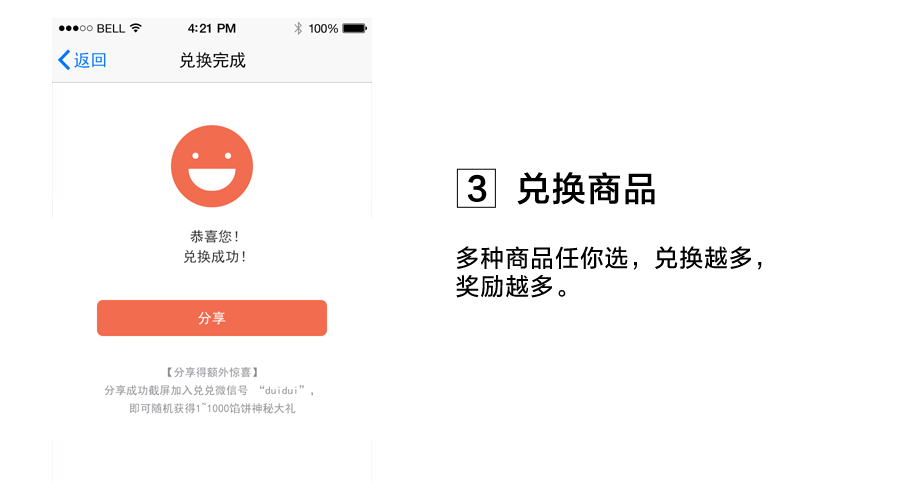 ●●●○○ BELL 4:21 PM 100%
返回 兑换完成
恭喜您！
兑换成功！
分享
【分享得额外惊喜】
分享成功截屏加入兑兑微信号 “duidui”，
即可随机获得1~1000馅饼神秘大礼
3 兑换商品
多种商品任你选，兑换越多，
奖励越多。